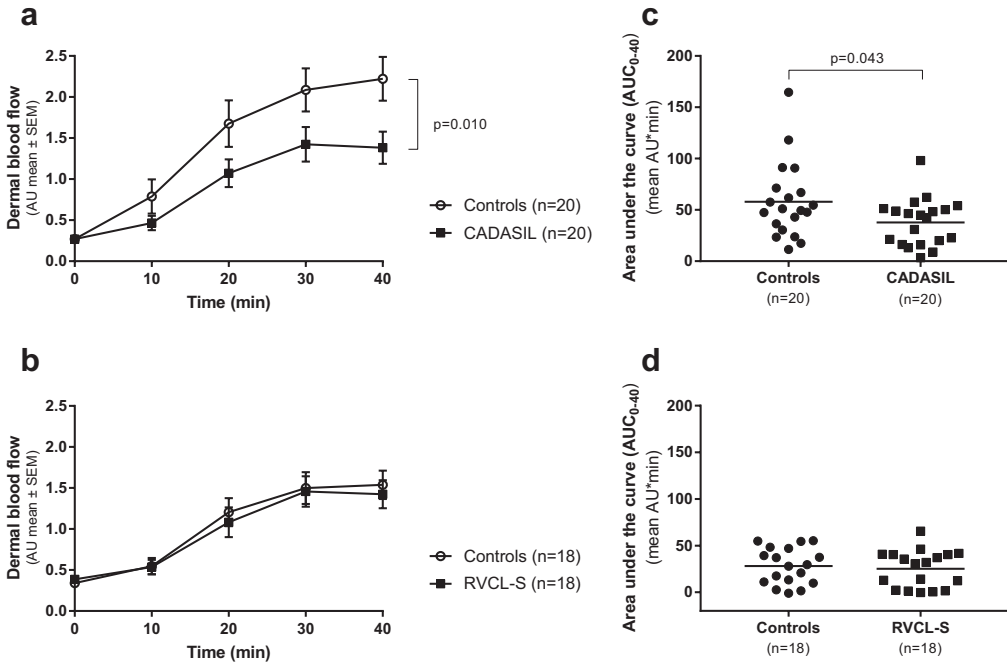 a
Dermal blood flow
(AU mean ± SEM)
2.5
2.0
1.5
1.0
0.5
0.0
0 10 20 30 40
Time (min)
p=0.010
Controls (n=20)
CADASIL (n=20)
c
Area under the curve (AUC0-40)
(mean AU*min)
200
150
100
50
0
p=0.043
Controls CADASIL
(n=20) (n=20)
b
Dermal blood flow
(AU mean ± SEM)
2.5
2.0
1.5
1.0
0.5
0.0
0 10 20 30 40
Time (min)
Controls (n=18)
RVCL-S (n=18)
d
Area under the curve (AUC0-40)
(mean AU*min)
200
150
100
50
0
Controls RVCL-S
(n=18) (n=18)